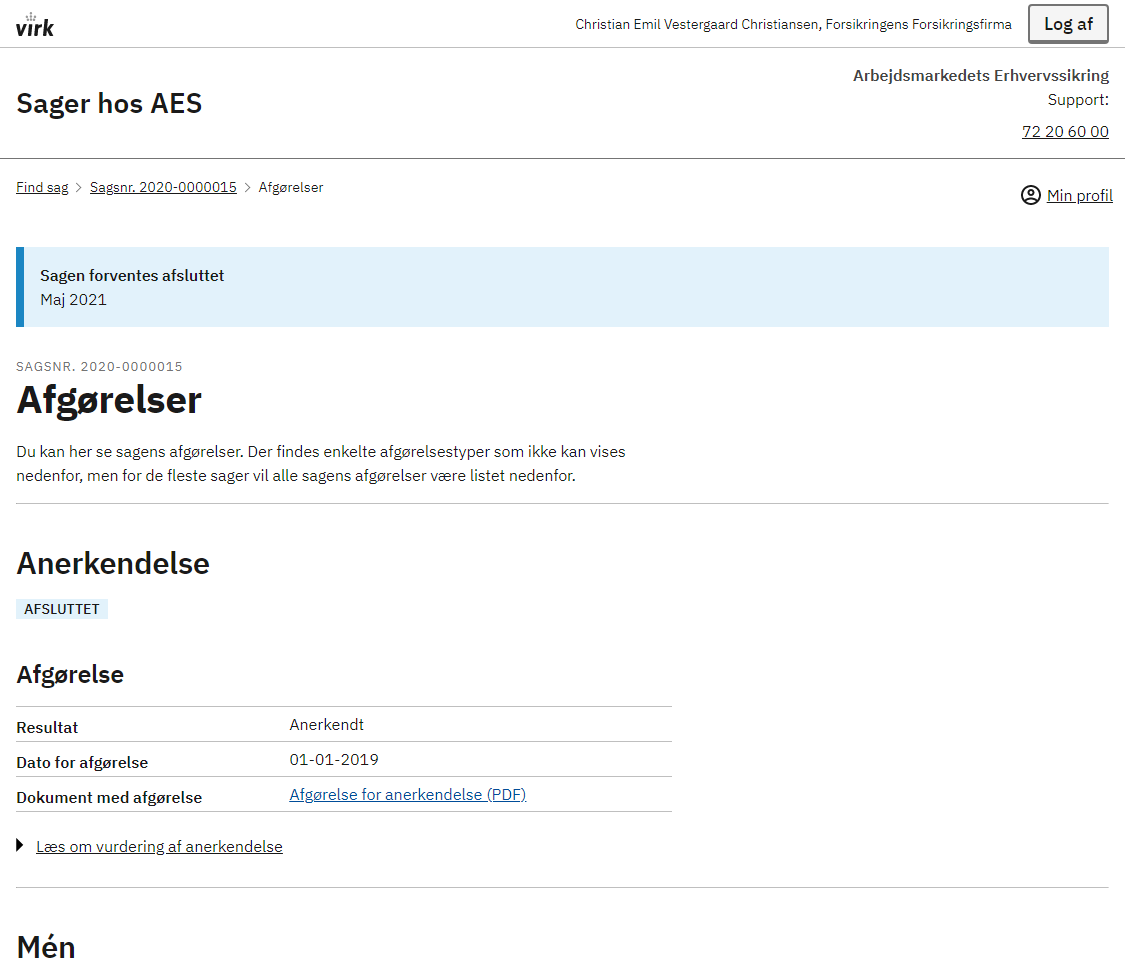 virk
Christian Emil Vestergaard Christiansen, Forsikringens Forsikringsfirma
Log af
Sager hos AES
Arbejdsmarkedets Erhvervssikring
Support:
72 20 60 00
Find sag > Sagsnr. 2020-0000015 > Afgørelser
Min profil
Sagen forventes afsluttet
Maj 2021
SAGSNR. 2020-0000015
Afgørelser
Du kan her se sagens afgørelser. Der findes enkelte afgørelsestyper som ikke kan vises
nedenfor, men for de fleste sager vil alle sagens afgørelser være listet nedenfor.
Anerkendelse
AFSLUTTET
Afgørelse
Resultat Anerkendt
Dato for afgørelse 01-01-2019
Dokument med afgørelse Afgørelse for anerkendelse (PDF)
Læs om vurdering af anerkendelse
Mén